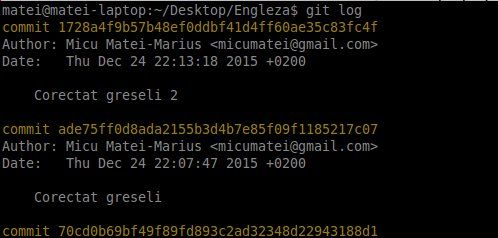 matei@matei-laptop:~/Desktop/Engleza$ git log
commit 1728a4f9b57b48ef0ddbf41d4ff60ae35c83fc4f
Author: Micu Matei-Marius <micumatei@gmail.com>
Date:   Thu Dec 24 22:13:18 2015 +0200
    Corectat greseli 2
commit ade75ff0d8ada2155b3d4b7e85f09f1185217c07
Author: Micu Matei-Marius <micumatei@gmail.com>
Date:   Thu Dec 24 22:07:47 2015 +0200
    Corectat greseli
commit 70cd0b69bf49f89fd893c2ad32348d22943188d1